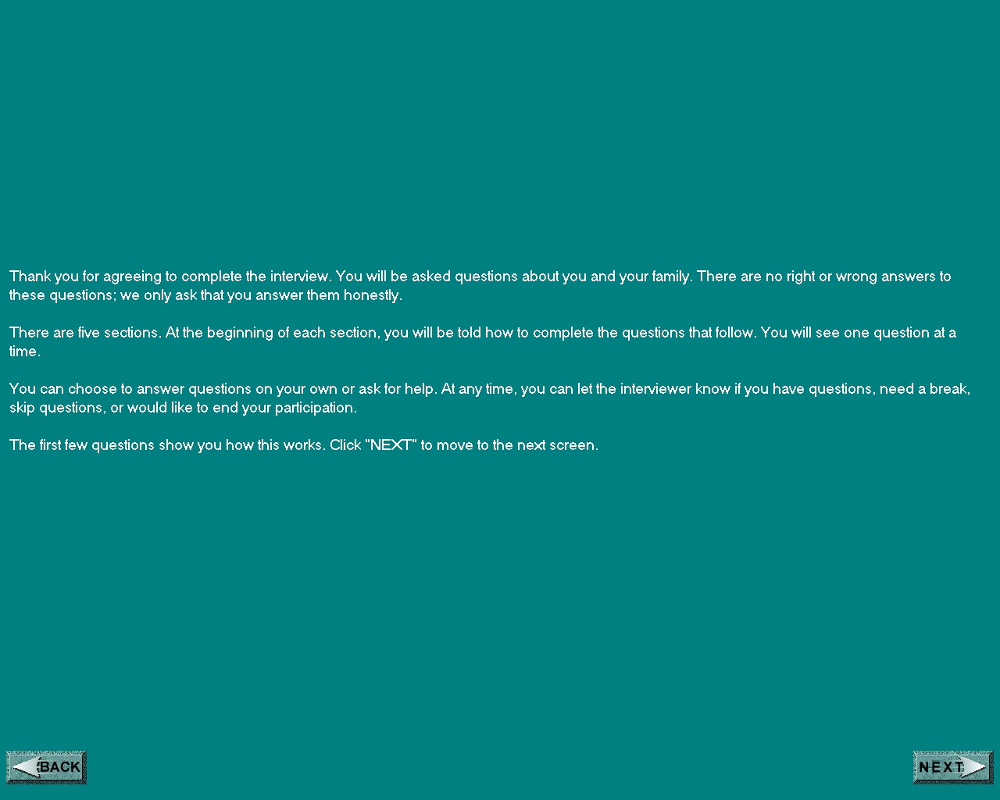 Thank you for agreeing to complete the interview. You will be asked questions about you and your family. There are no right or wrong answers to
these questions; we only ask that you answer them honestly.
There are five sections. At the beginning of each section, you will be told how to complete the questions that follow. You will see one question at a
time.
You can choose to answer questions on your own or ask for help. At any time, you can let the interviewer know if you have questions, need a break,
skip questions, or would like to end your participation.
The first few questions show you how this works. Click "NEXT" to move to the next screen.
BACK
NEXT